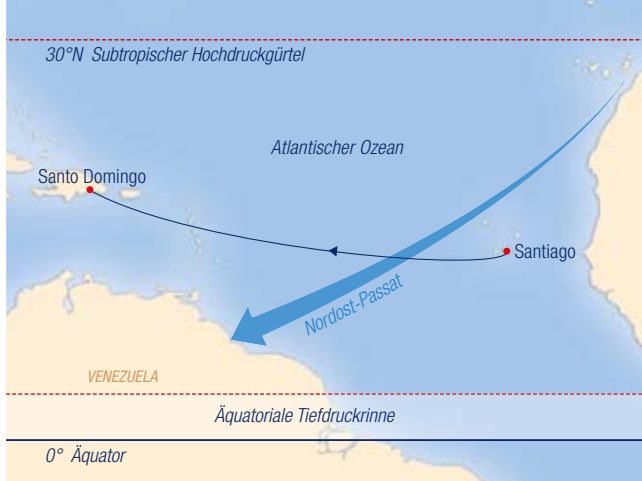 30°N Subtropischer Hochdruckgürtel
Atlantischer Ozean
Santo Domingo
Santiago
Nordost-Passat
VENEZUELA
Äquatoriale Tiefdruckrinne
0° Äquator